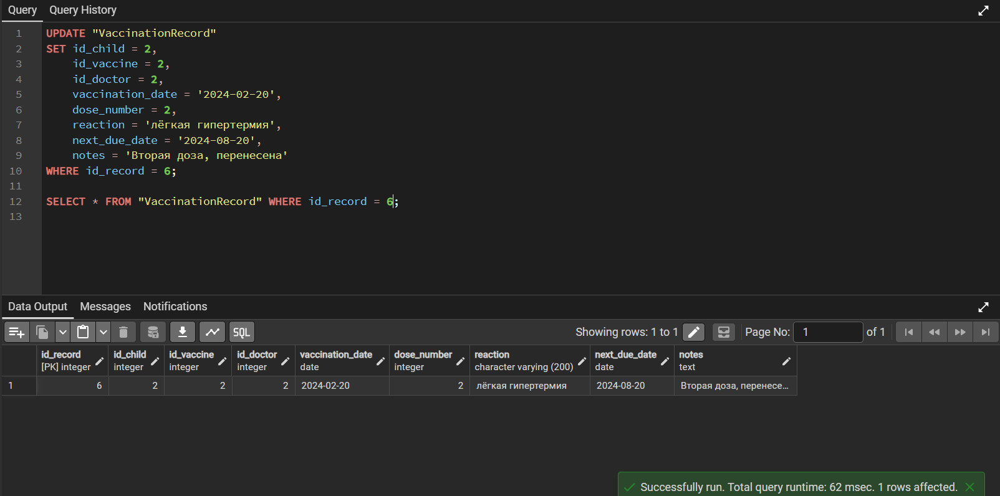 Query Query History
1 UPDATE "VaccinationRecord"
2 SET id_child = 2,
3 id_vaccine = 2,
4 id_doctor = 2,
5 vaccination_date = '2024-02-20',
6 dose_number = 2,
7 reaction = 'лёгкая гипертермия',
8 next_due_date = '2024-08-20',
9 notes = 'Вторая доза, перенесена'
10 WHERE id_record = 6;
11
12 SELECT * FROM "VaccinationRecord" WHERE id_record = 6;
13
Data Output Messages Notifications
SQL Showing rows: 1 to 1 Page No: 1 of 1
id_record id_child id_vaccine id_doctor vaccination_date dose_number reaction next_due_date notes
[PK] integer integer integer integer date integer character varying (200) date text
1 6 2 2 2 2024-02-20 2 лёгкая гипертермия 2024-08-20 Вторая доза, перенесе...
Successfully run. Total query runtime: 62 msec. 1 rows affected.